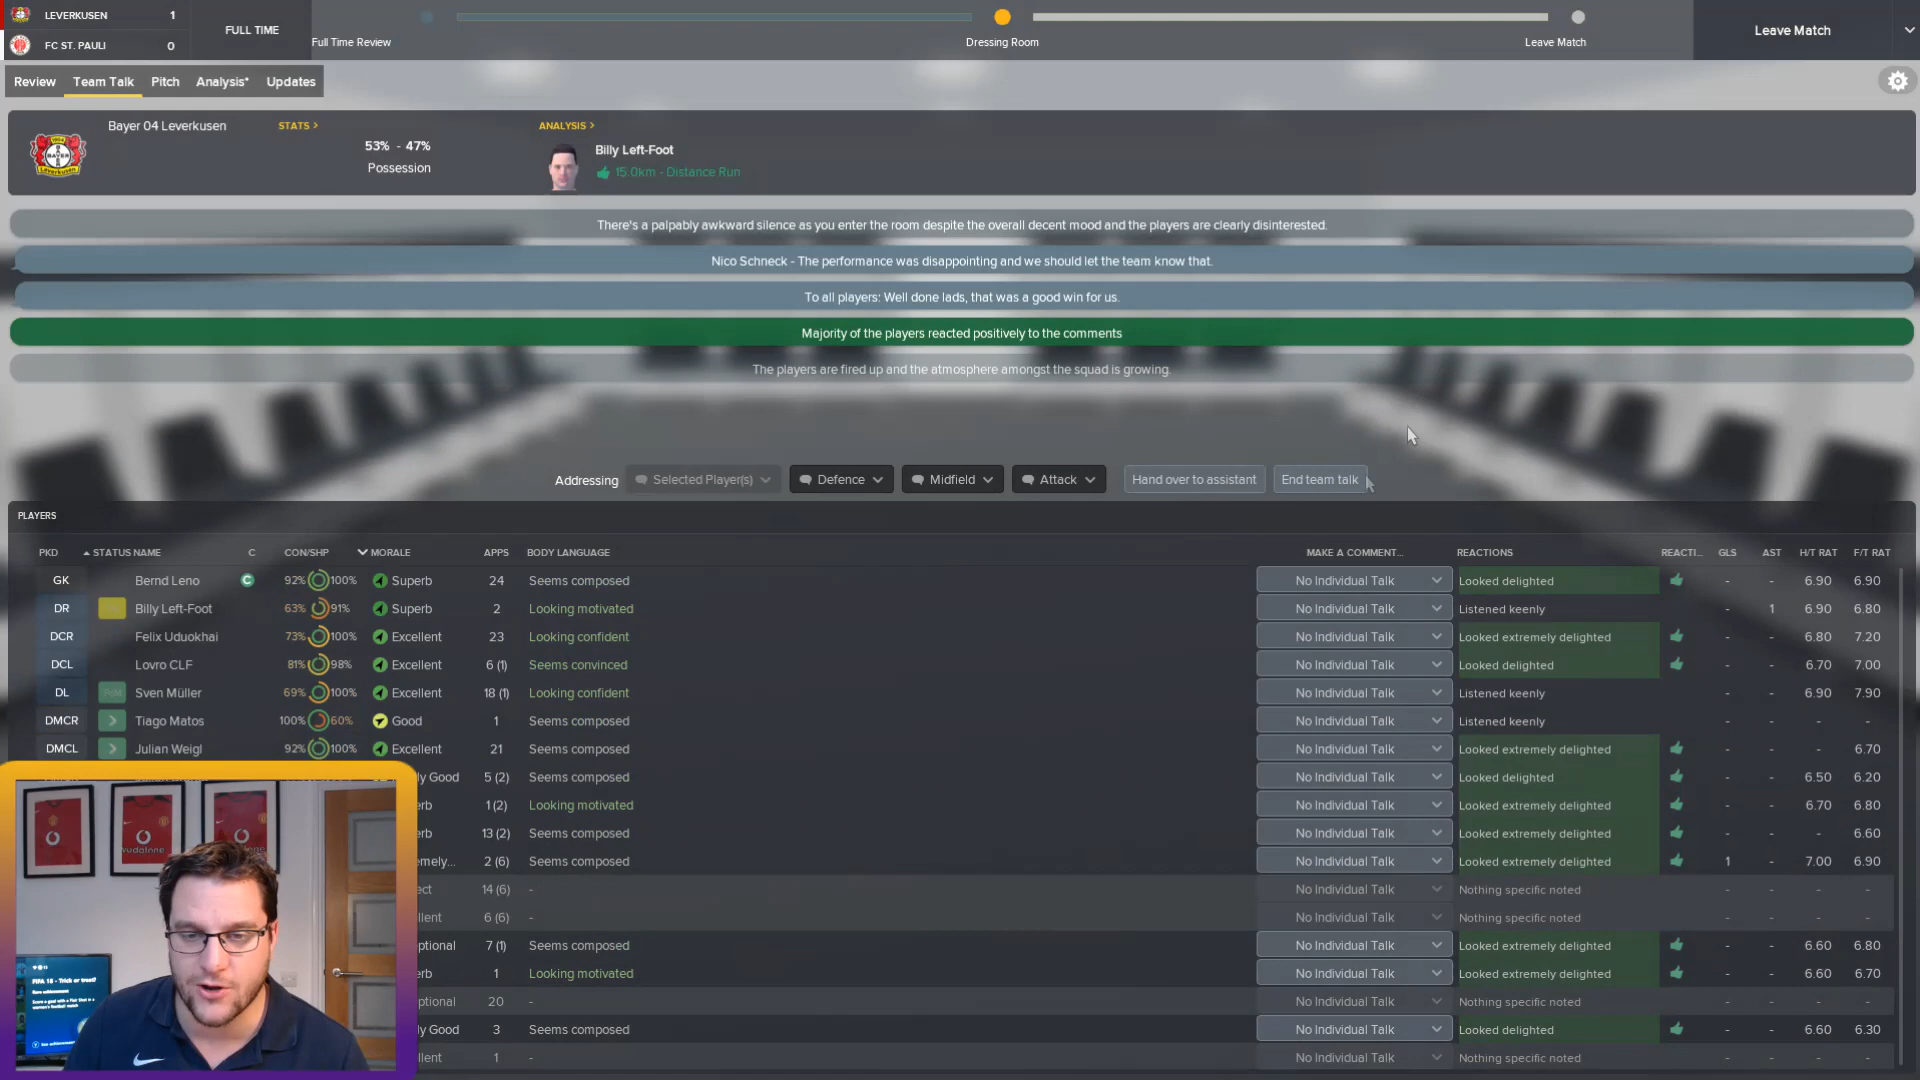 LEVERKUSEN 1
FC ST. PAULI 0
FULL TIME
Full Time Review
Dressing Room
Leave Match
Leave Match
Review Team Talk Pitch Analysis* Updates
Bayer 04 Leverkusen
STATS >
53% - 47%
Possession
ANALYSIS >
Billy Left-Foot
15.0km - Distance Run
There's a palpably awkward silence as you enter the room despite the overall decent mood and the players are clearly disinterested.
Nico Schneck - The performance was disappointing and we should let the team know that.
To all players: Well done lads, that was a good win for us.
Majority of the players reacted positively to the comments
The players are fired up and the atmosphere amongst the squad is growing.
Addressing Selected Player(s) Defence Midfield Attack Hand over to assistant End team talk
PLAYERS
PKD STATUS NAME C CON/SHP MORALE APPS BODY LANGUAGE MAKE A COMMENT... REACTIONS REACTI... GLS AST H/T RAT F/T RAT
GK Bernd Leno C 92% 100% Superb 24 Seems composed No Individual Talk Looked delighted - - 6.90 6.90
DR Billy Left-Foot 63% 91% Superb 2 Looking motivated No Individual Talk Listened keenly - 1 6.90 6.80
DCR Felix Uduokhai 73% 100% Excellent 23 Looking confident No Individual Talk Looked extremely delighted - - 6.80 7.20
DCL Lovro CLF 81% 98% Excellent 6 (1) Seems convinced No Individual Talk Looked delighted - - 6.70 7.00
DL PoM Sven Müller 69% 100% Excellent 18 (1) Looking confident No Individual Talk Listened keenly - - 6.90 7.90
DMCR Tiago Matos 100% 60% Good 1 Seems composed No Individual Talk Listened keenly - - - -
DMCL Julian Weigl 92% 100% Excellent 21 Seems composed No Individual Talk Looked extremely delighted - - - 6.70
ly Good 5 (2) Seems composed No Individual Talk Looked delighted - - 6.50 6.20
erb 1 (2) Looking motivated No Individual Talk Looked extremely delighted - - 6.70 6.80
erb 13 (2) Seems composed No Individual Talk Looked extremely delighted - - - 6.60
emely... 2 (6) Seems composed No Individual Talk Looked extremely delighted 1 - 7.00 6.90
ect 14 (6) - No Individual Talk Nothing specific noted - - - -
llent 6 (6) - No Individual Talk Nothing specific noted - - - -
ptional 7 (1) Seems composed No Individual Talk Looked extremely delighted - - 6.60 6.80
erb 1 Looking motivated No Individual Talk Looked extremely delighted - - 6.60 6.70
ptional 20 - No Individual Talk Nothing specific noted - - - -
ly Good 3 Seems composed No Individual Talk Looked delighted - - 6.60 6.30
llent 1 - No Individual Talk Nothing specific noted - - - -
vodafone
FIFA 18 - Trick or treat?